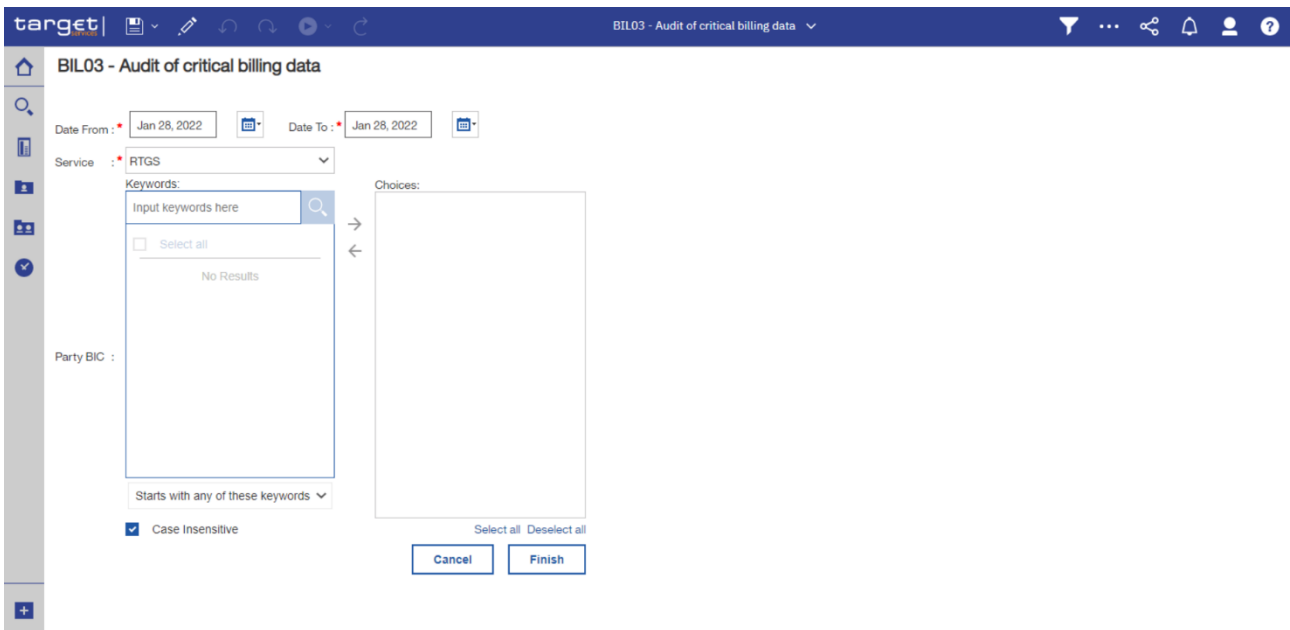 target|
services
BIL03 - Audit of critical billing data
BIL03 - Audit of critical billing data
Date From : * Jan 28, 2022 Date To : * Jan 28, 2022
Service : * RTGS
Keywords: Choices:
Input keywords here
Select all
No Results
Party BIC :
Starts with any of these keywords
Case Insensitive Select all Deselect all
Cancel Finish